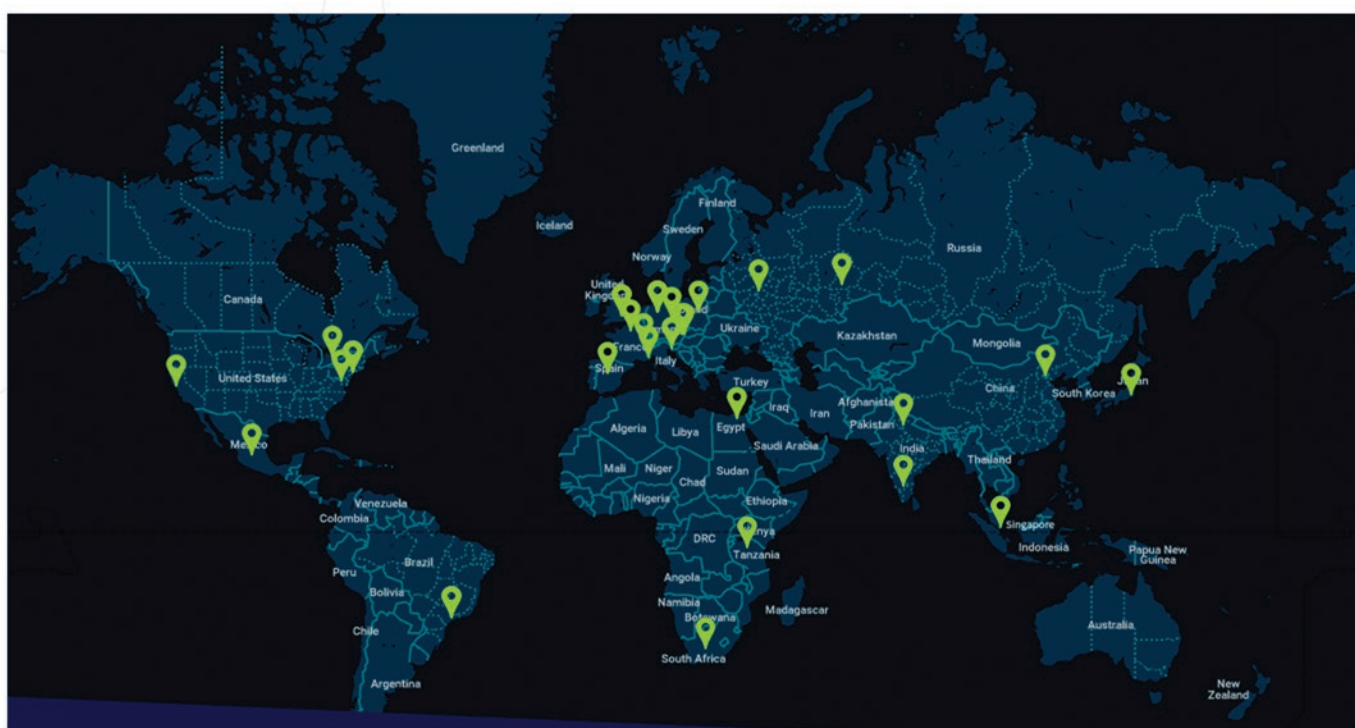 Greenland
Iceland
Finland
Sweden
Norway
Russia
United
Kingdom
Canada
Ukraine
Kazakhstan
Mongolia
France
Italy
Spain
United States
Turkey
China
South Korea
Japan
Afghanistan
Iraq
Iran
Pakistan
Algeria
Libya
Egypt
Saudi Arabia
India
Mexico
Thailand
Mali
Niger
Chad
Sudan
Nigeria
Ethiopia
Venezuela
Colombia
Singapore
Kenya
DRC
Tanzania
Indonesia
Papua New
Guinea
Brazil
Peru
Bolivia
Angola
Namibia
Botswana
Madagascar
Chile
Australia
South Africa
Argentina
New
Zealand